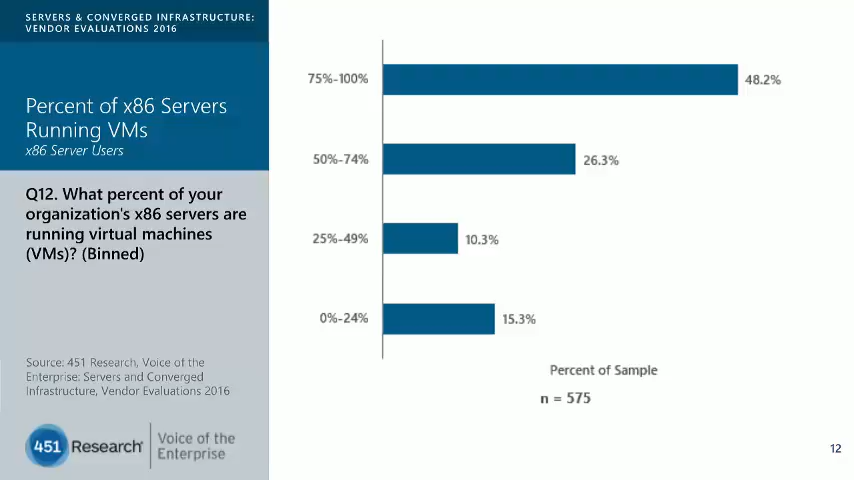 SERVERS & CONVERGED INFRASTRUCTURE:
VENDOR EVALUATIONS 2016
Percent of x86 Servers
Running VMs
x86 Server Users
Q12. What percent of your
organization's x86 servers are
running virtual machines
(VMs)? (Binned)
Source: 451 Research, Voice of the
Enterprise: Servers and Converged
Infrastructure, Vendor Evaluations 2016
451 Research
Voice of the
Enterprise
75%-100%
48.2%
50%-74%
26.3%
25%-49%
10.3%
0%-24%
15.3%
Percent of Sample
n = 575
12